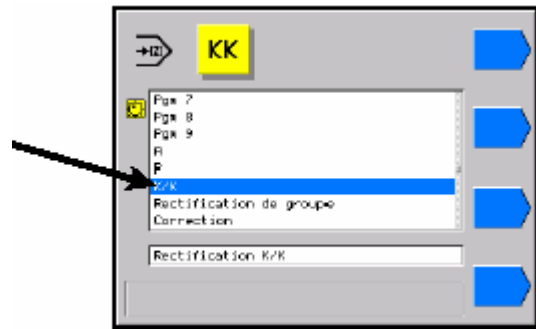 KK
Pgm 7
Pgm 8
Pgm 9
A
P
K/K
Rectification de groupe
Correction
Rectification K/K